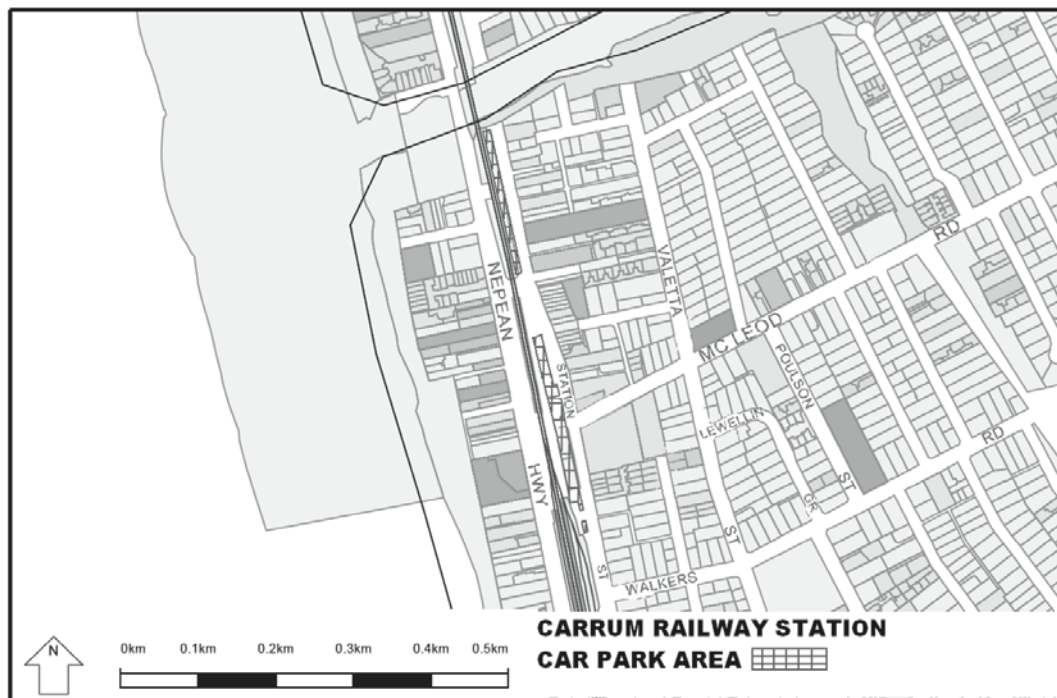 RD
NEPEAN
VALETTA
MC LEOD
STATION
POULSON
LEWELLIN
RD
HWY
ST
GR
ST
ST
WALKERS
N
0km 0.1km 0.2km 0.3km 0.4km 0.5km
CARRUM RAILWAY STATION
CAR PARK AREA